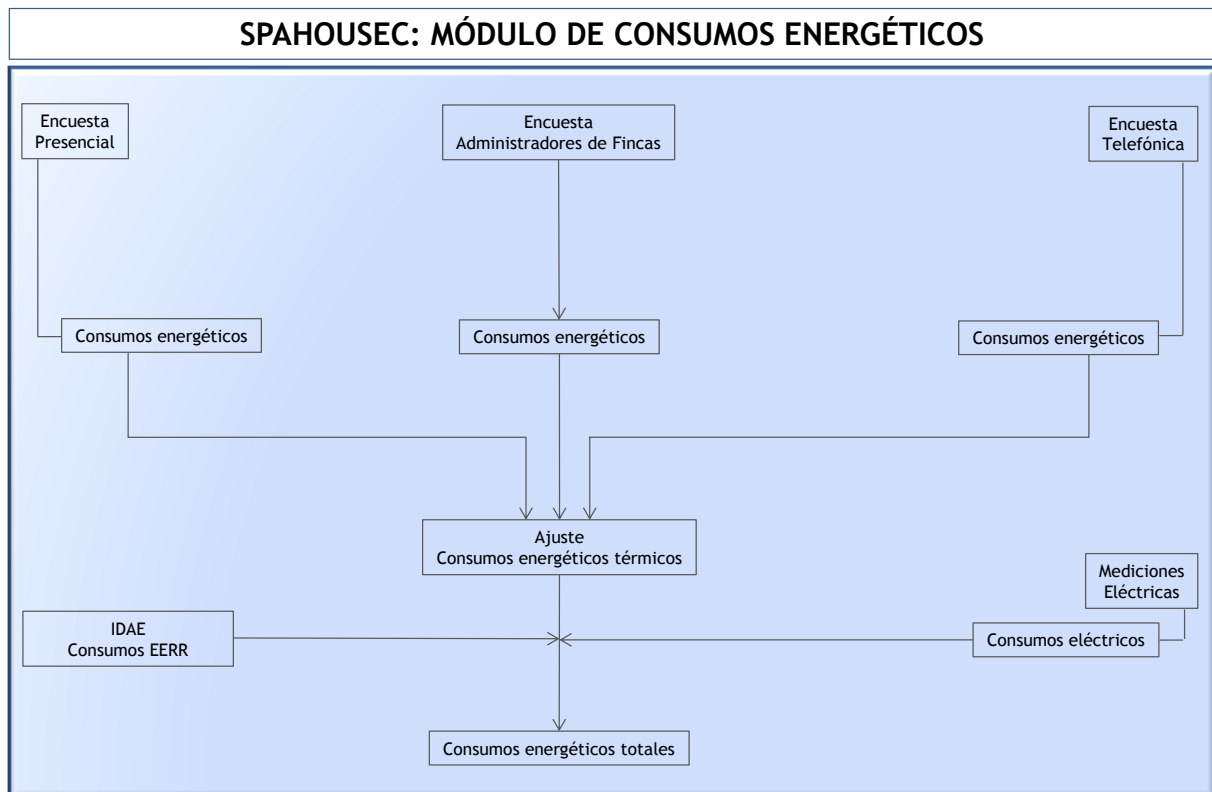 SPAHOUSEC: MÓDULO DE CONSUMOS ENERGÉTICOS
Encuesta
Presencial
Encuesta
Administradores de Fincas
Encuesta
Telefónica
Consumos energéticos
Consumos energéticos
Consumos energéticos
Ajuste
Consumos energéticos térmicos
Mediciones
Eléctricas
IDAE
Consumos EERR
Consumos eléctricos
Consumos energéticos totales